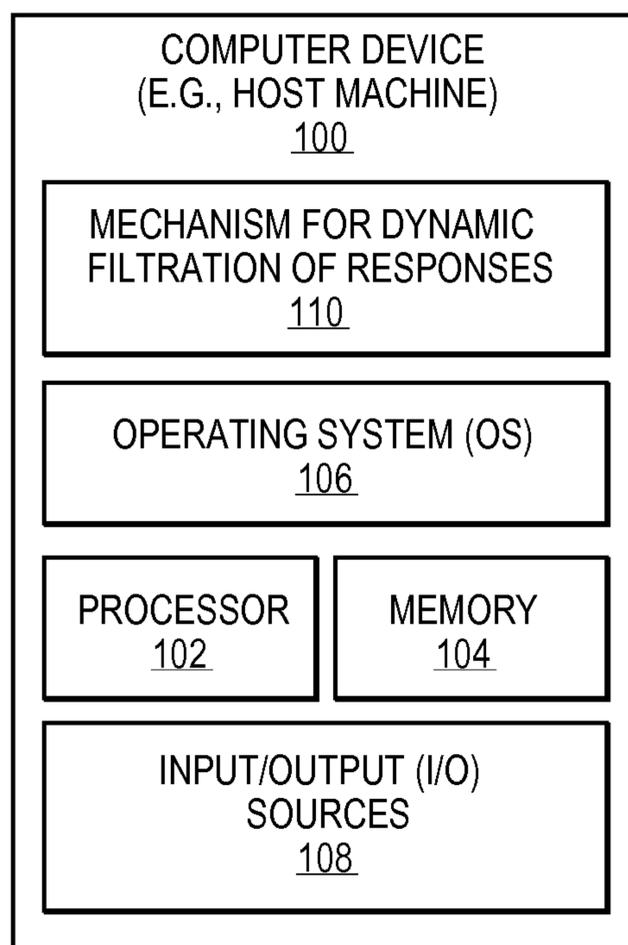 COMPUTER DEVICE
(E.G., HOST MACHINE)
100
MECHANISM FOR DYNAMIC
FILTRATION OF RESPONSES
110
OPERATING SYSTEM (OS)
106
PROCESSOR
102
MEMORY
104
INPUT/OUTPUT (I/O)
SOURCES
108